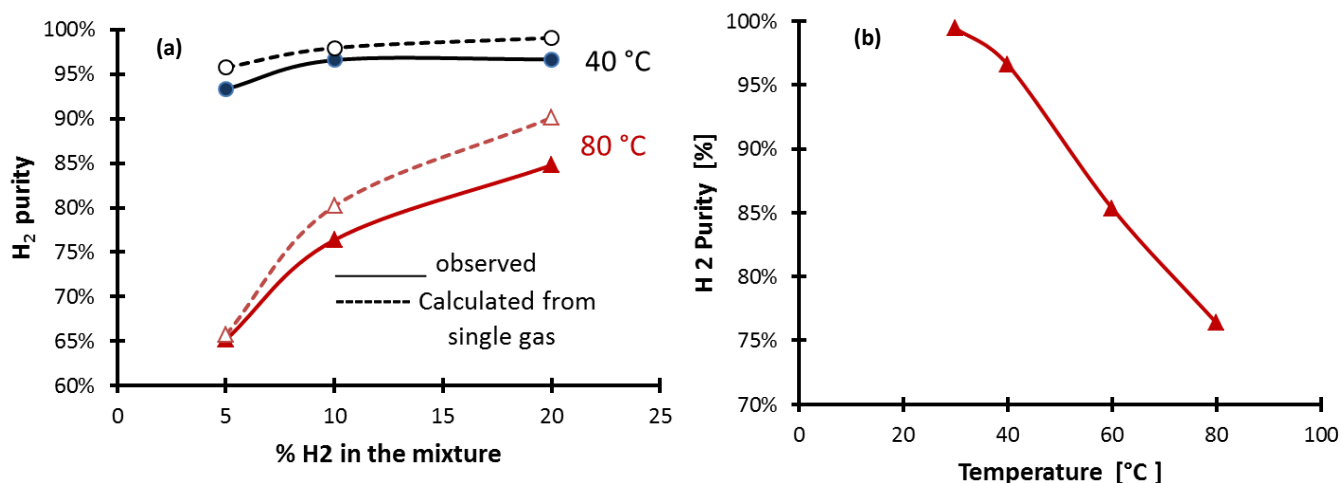 (a)
100%
95%
90%
85%
80%
75%
70%
65%
60%
H₂ purity
40 °C
80 °C
observed
Calculated from
single gas
0
5
10
15
20
25
% H2 in the mixture
(b)
100%
95%
90%
85%
80%
75%
70%
H 2 Purity [%]
0
20
40
60
80
100
Temperature [°C ]